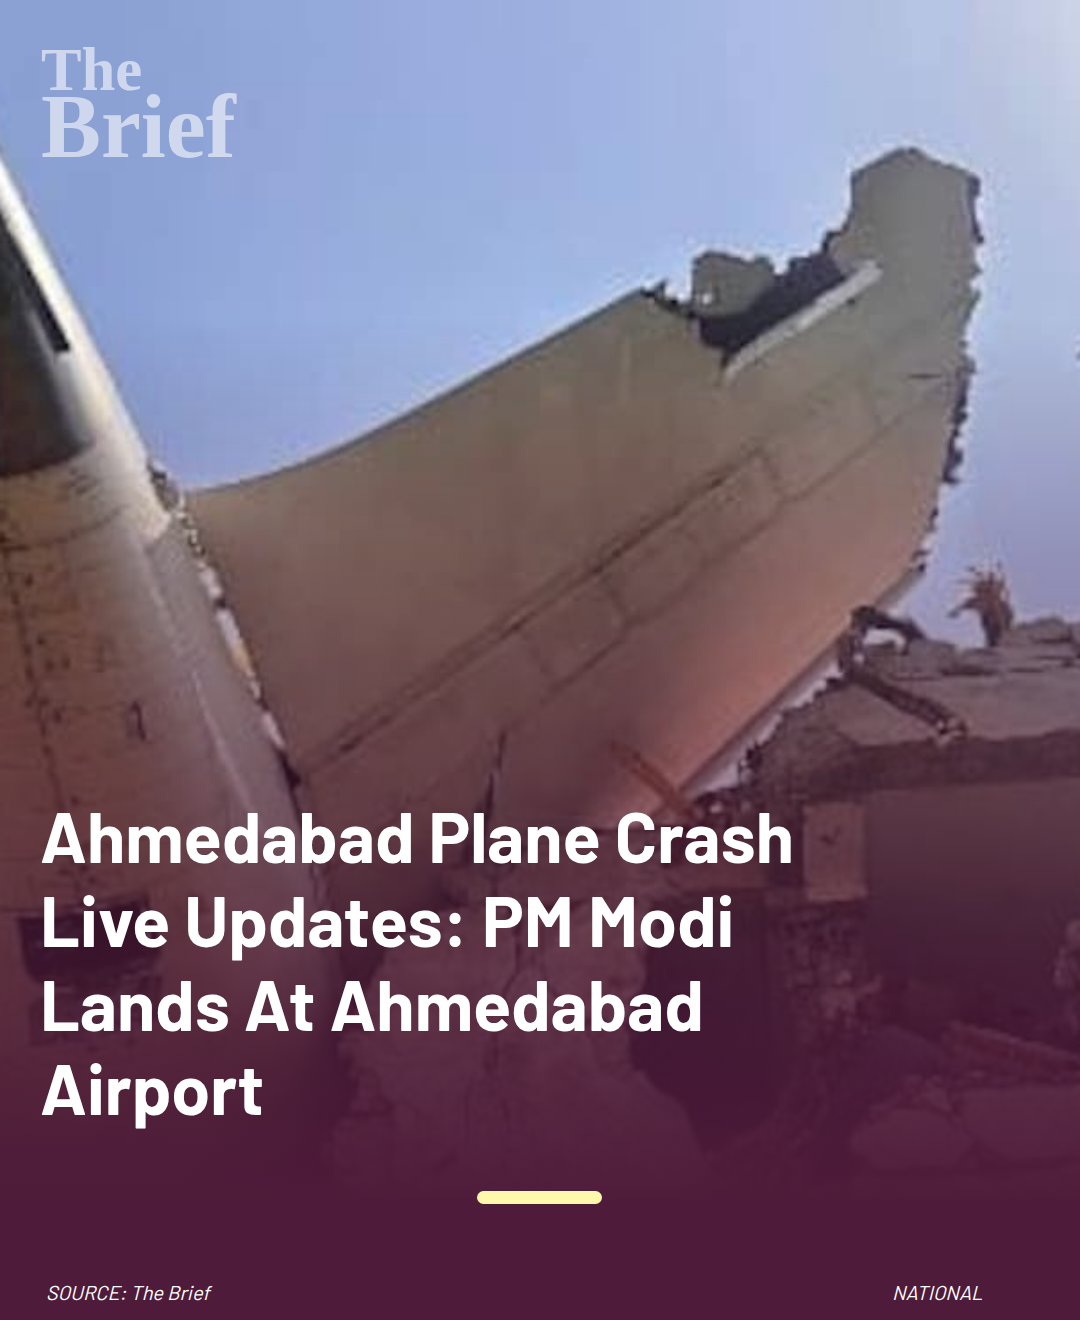 The
Brief
Ahmedabad Plane Crash
Live Updates: PM Modi
Lands At Ahmedabad
Airport
SOURCE: The Brief
NATIONAL